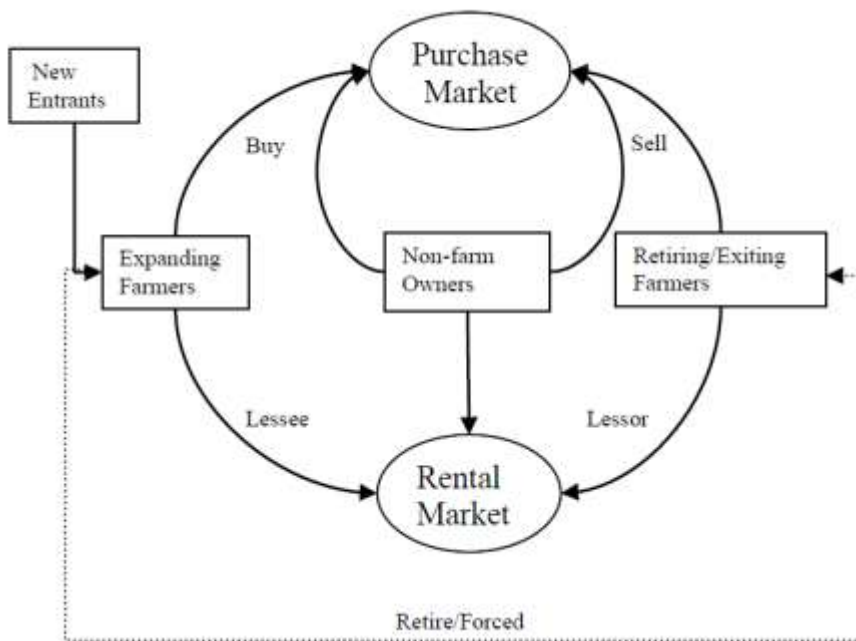 Purchase
Market
New
Entrants
Buy
Sell
Expanding
Farmers
Non-farm
Owners
Retiring/Exiting
Farmers
Lessee
Lessor
Rental
Market
Retire/Forced